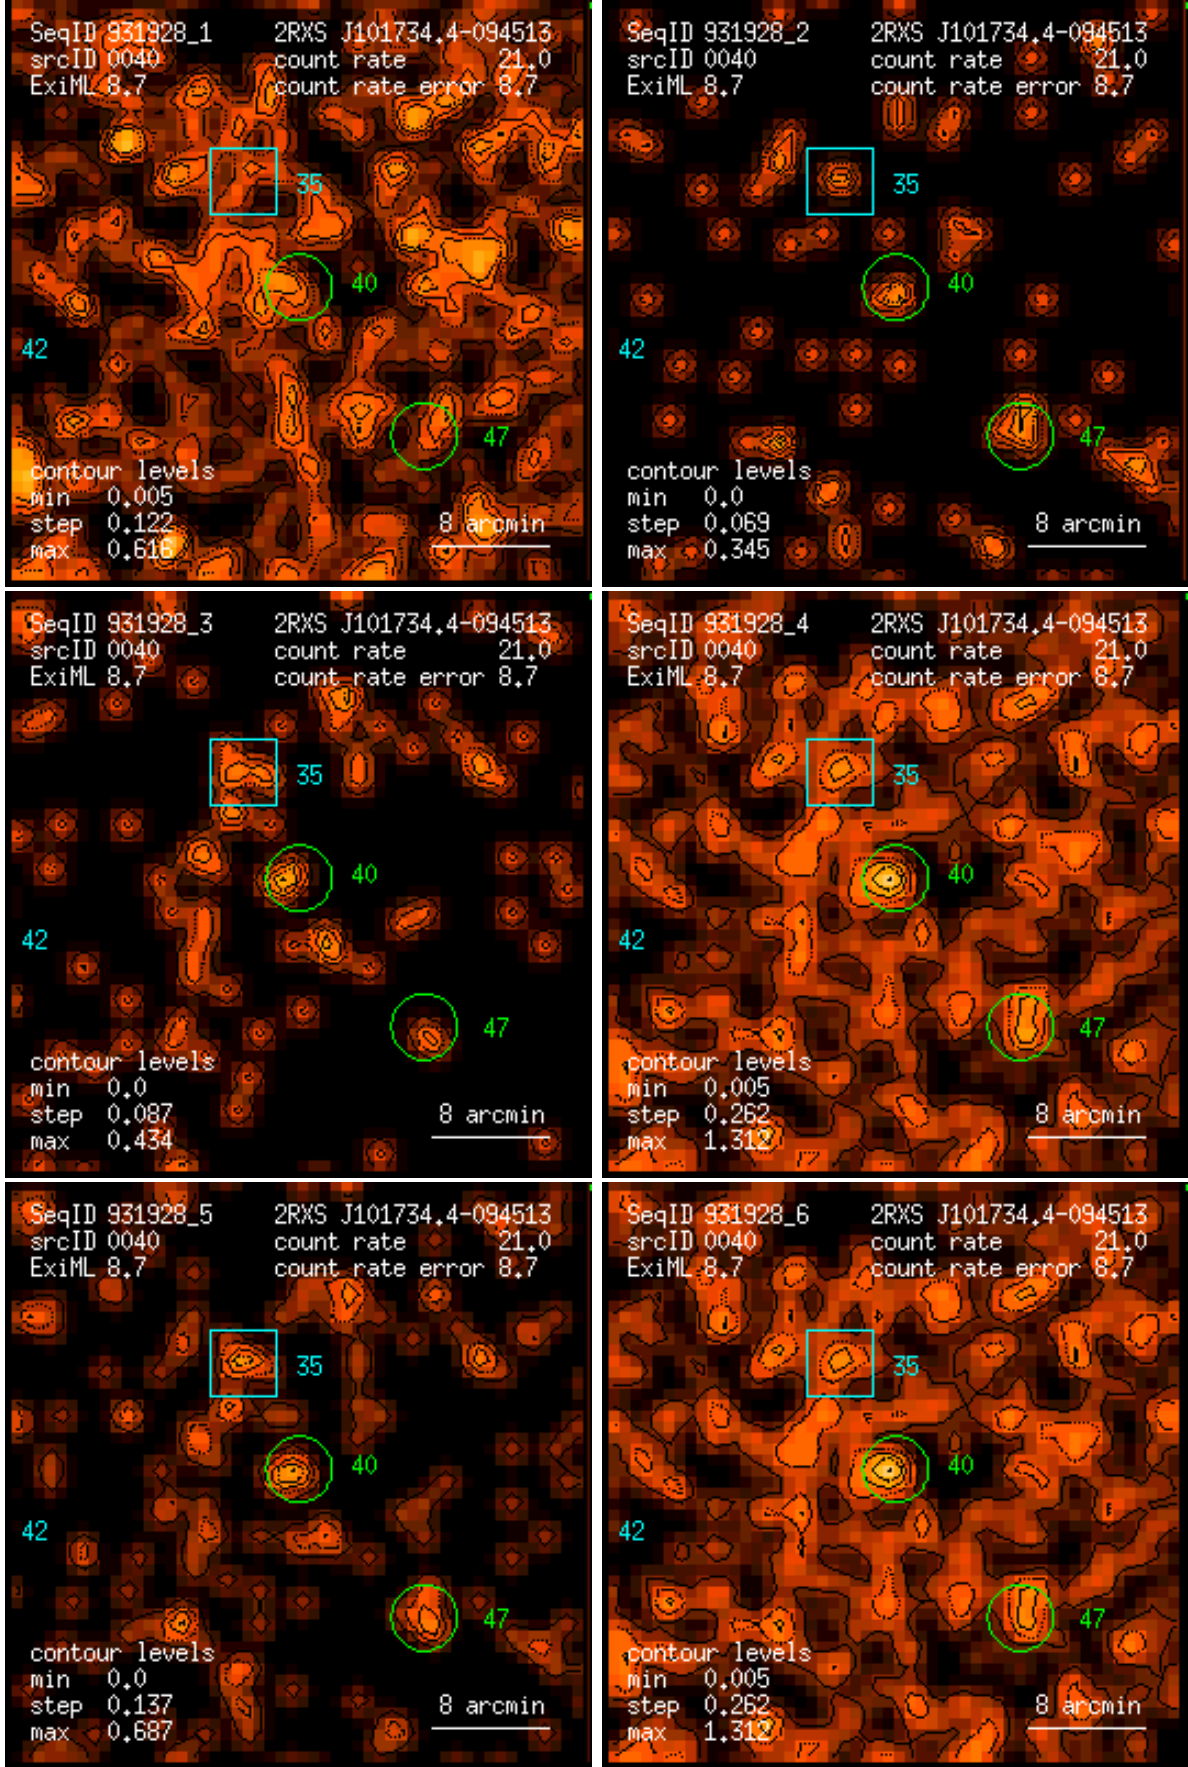 SeqID 931928_1 2RXS J101734.4-094513
srcID 0040 count rate 21.0
ExiML 8.7 count rate error 8.7
35
40
42
47
contour levels
min 0.005
step 0.122
max 0.616
8 arcmin
SeqID 931928_2 2RXS J101734.4-094513
srcID 0040 count rate 21.0
ExiML 8.7 count rate error 8.7
35
40
42
47
contour levels
min 0.0
step 0.069
max 0.345
8 arcmin
SeqID 931928_3 2RXS J101734.4-094513
srcID 0040 count rate 21.0
ExiML 8.7 count rate error 8.7
35
40
42
47
contour levels
min 0.0
step 0.087
max 0.434
8 arcmin
SeqID 931928_4 2RXS J101734.4-094513
srcID 0040 count rate 21.0
ExiML 8.7 count rate error 8.7
35
40
42
47
contour levels
min 0.005
step 0.262
max 1.312
8 arcmin
SeqID 931928_5 2RXS J101734.4-094513
srcID 0040 count rate 21.0
ExiML 8.7 count rate error 8.7
35
40
42
47
contour levels
min 0.0
step 0.137
max 0.687
8 arcmin
SeqID 931928_6 2RXS J101734.4-094513
srcID 0040 count rate 21.0
ExiML 8.7 count rate error 8.7
35
40
42
47
contour levels
min 0.005
step 0.262
max 1.312
8 arcmin